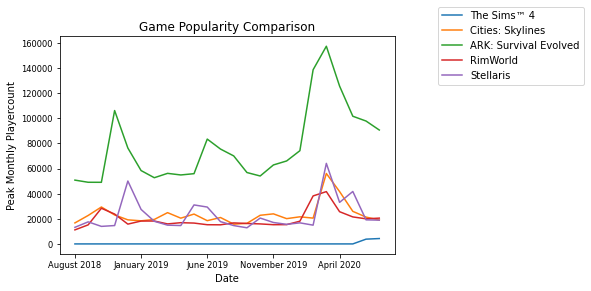 Game Popularity Comparison
The Sims™ 4
Cities: Skylines
ARK: Survival Evolved
RimWorld
Stellaris
Peak Monthly Playercount
160000
140000
120000
100000
80000
60000
40000
20000
0
August 2018 January 2019 June 2019 November 2019 April 2020
Date